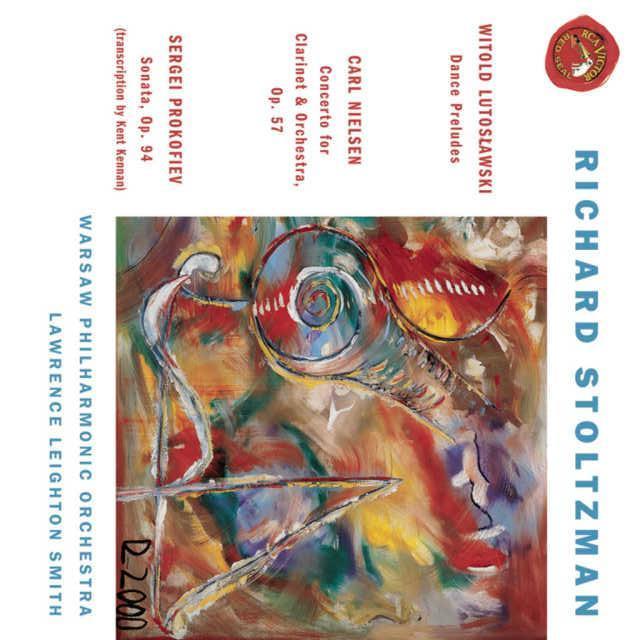 RCA VICTOR
RED SEAL
RICHARD STOLTZMAN
WITOLD LUTOSŁAWSKI
Dance Preludes
CARL NIELSEN
Concerto for
Clarinet & Orchestra,
Op. 57
SERGEI PROKOFIEV
Sonata, Op. 94
(transcription by Kent Kennan)
WARSAW PHILHARMONIC ORCHESTRA
LAWRENCE LEIGHTON SMITH
R 2000